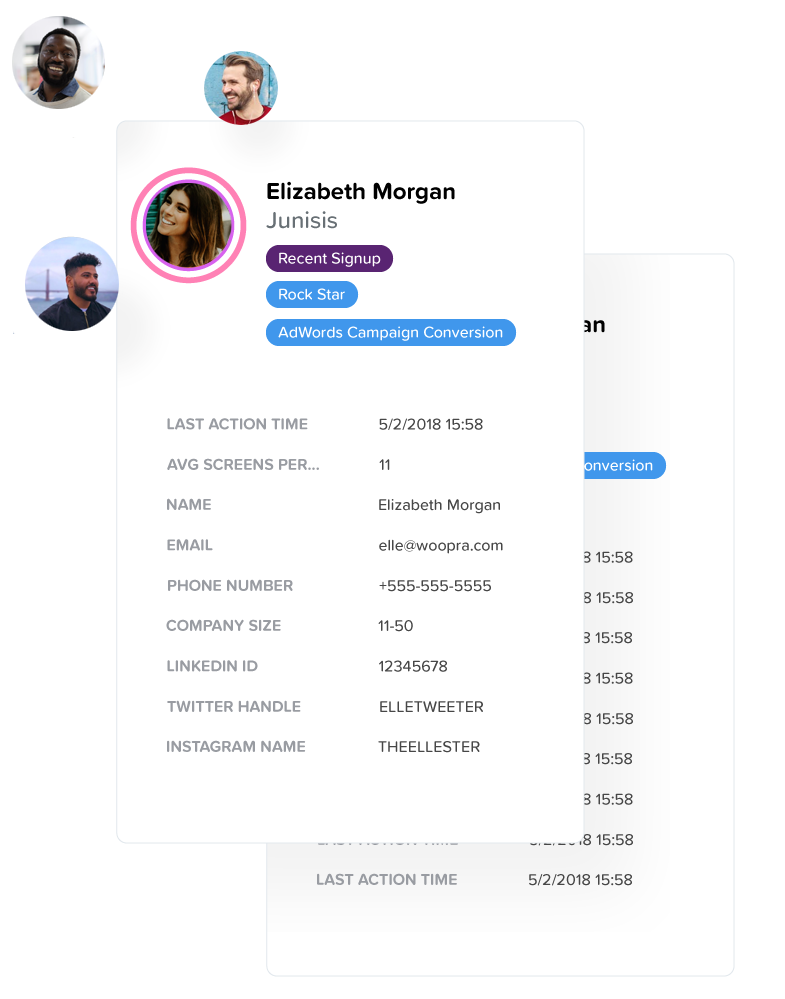 Elizabeth Morgan
Junisis
Recent Signup
Rock Star
AdWords Campaign Conversion
LAST ACTION TIME 5/2/2018 15:58
AVG SCREENS PER... 11
NAME Elizabeth Morgan
EMAIL elle@woopra.com
PHONE NUMBER +555-555-5555
COMPANY SIZE 11-50
LINKEDIN ID 12345678
TWITTER HANDLE ELLETWEETER
INSTAGRAM NAME THEELLESTER
an
onversion
8 15:58
8 15:58
8 15:58
8 15:58
8 15:58
8 15:58
8 15:58
LAST ACTION TIME 5/2/2018 15:58
LAST ACTION TIME 5/2/2018 15:58